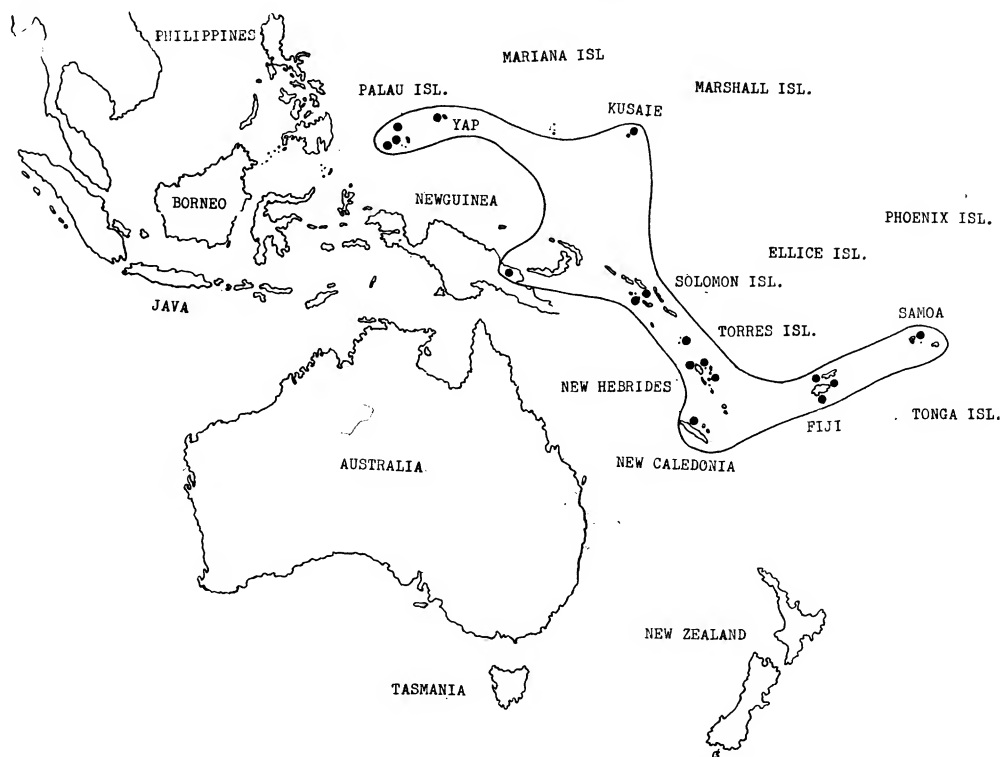 PHILIPPINES
MARIANA ISL
PALAU ISL.
MARSHALL ISL.
KUSAIE
YAP
BORNEO
NEWGUINEA
PHOENIX ISL.
ELLICE ISL.
SOLOMON ISL.
JAVA
SAMOA
TORRES ISL.
NEW HEBRIDES
TONGA ISL.
FIJI
NEW CALEDONIA
AUSTRALIA
NEW ZEALAND
TASMANIA